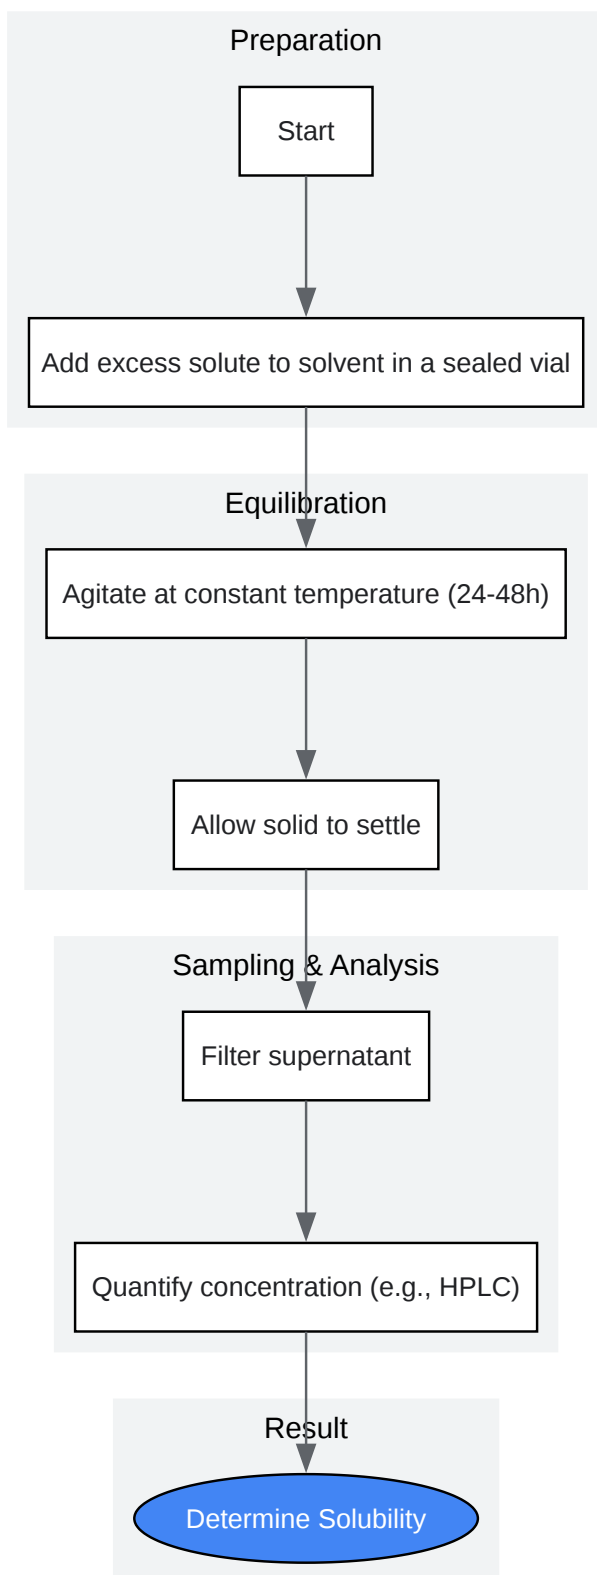 Preparation
Start
Add excess solute to solvent in a sealed vial
Equilibration
Agitate at constant temperature (24-48h)
Allow solid to settle
Sampling & Analysis
Filter supernatant
Quantify concentration (e.g., HPLC)
Result
Determine Solubility